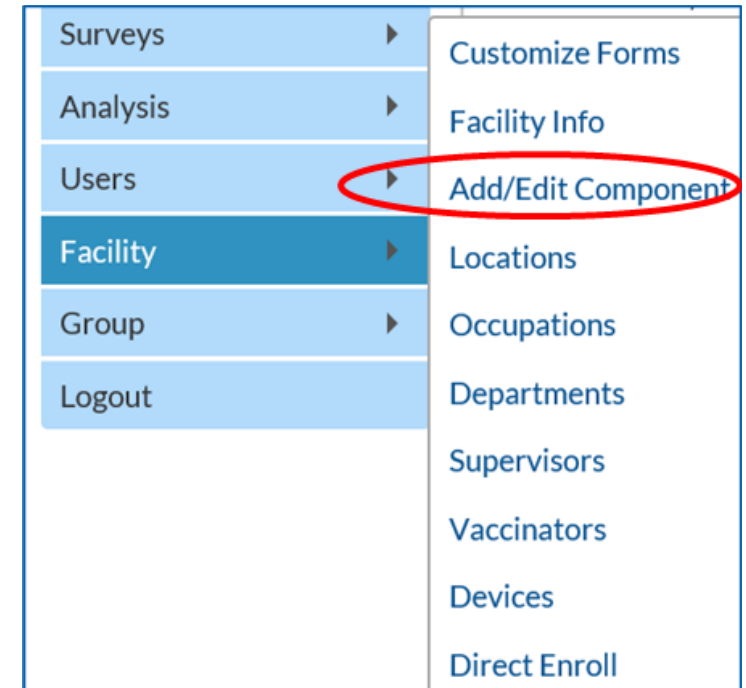 Surveys
Analysis
Users
Facility
Group
Logout
Customize Forms
Facility Info
Add/Edit Component
Locations
Occupations
Departments
Supervisors
Vaccinators
Devices
Direct Enroll